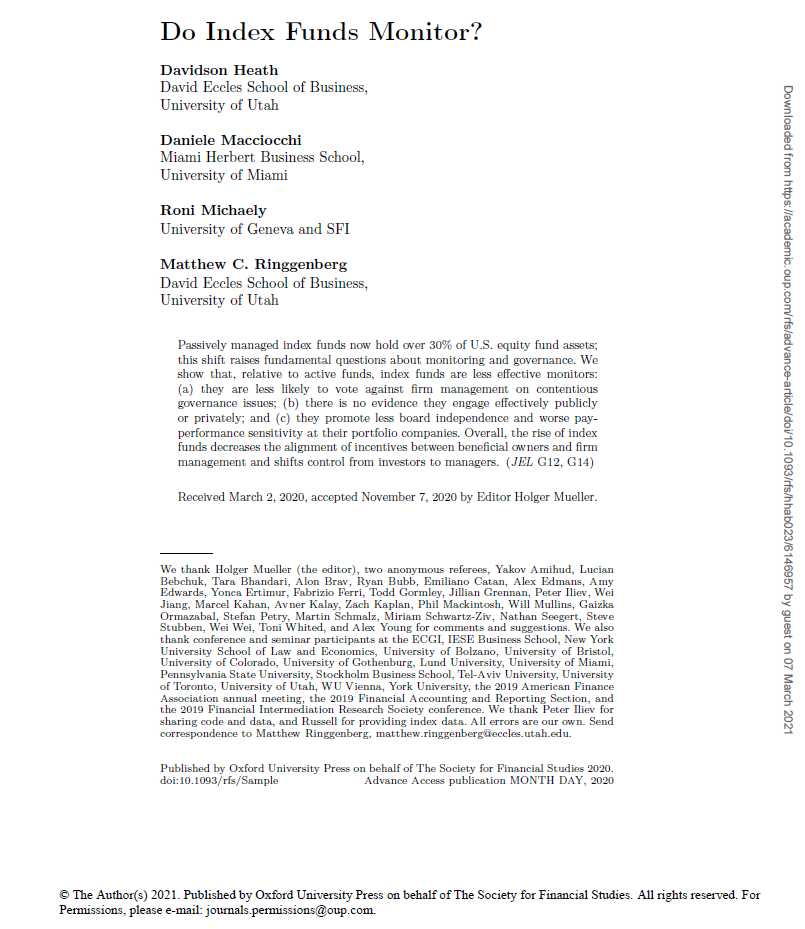 Do Index Funds Monitor?
Davidson Heath
David Eccles School of Business,
University of Utah
Daniele Macciocchi
Miami Herbert Business School,
University of Miami
Roni Michaely
University of Geneva and SFI
Matthew C. Ringgenberg
David Eccles School of Business,
University of Utah
Passively managed index funds now hold over 30% of U.S. equity fund assets;
this shift raises fundamental questions about monitoring and governance. We
show that, relative to active funds, index funds are less effective monitors:
(a) they are less likely to vote against firm management on contentious
governance issues; (b) there is no evidence they engage effectively publicly
or privately; and (c) they promote less board independence and worse pay-
performance sensitivity at their portfolio companies. Overall, the rise of index
funds decreases the alignment of incentives between beneficial owners and firm
management and shifts control from investors to managers. (JEL G12, G14)
Received March 2, 2020, accepted November 7, 2020 by Editor Holger Mueller.
We thank Holger Mueller (the editor), two anonymous referees, Yakov Amihud, Lucian
Bebchuk, Tara Bhandari, Alon Brav, Ryan Bubb, Emiliano Catan, Alex Edmans, Amy
Edwards, Yonca Ertimur, Fabrizio Ferri, Todd Gormley, Jillian Grennan, Peter Iliev, Wei
Jiang, Marcel Kahan, Avner Kalay, Zach Kaplan, Phil Mackintosh, Will Mullins, Gaizka
Ormazabal, Stefan Petry, Martin Schmalz, Miriam Schwartz-Ziv, Nathan Seegert, Steve
Stubben, Wei Wei, Toni Whited, and Alex Young for comments and suggestions. We also
thank conference and seminar participants at the ECGI, IESE Business School, New York
University School of Law and Economics, University of Bolzano, University of Bristol,
University of Colorado, University of Gothenburg, Lund University, University of Miami,
Pennsylvania State University, Stockholm Business School, Tel-Aviv University, University
of Toronto, University of Utah, WU Vienna, York University, the 2019 American Finance
Association annual meeting, the 2019 Financial Accounting and Reporting Section, and
the 2019 Financial Intermediation Research Society conference. We thank Peter Iliev for
sharing code and data, and Russell for providing index data. All errors are our own. Send
correspondence to Matthew Ringgenberg, matthew.ringgenberg@eccles.utah.edu.
Published by Oxford University Press on behalf of The Society for Financial Studies 2020.
doi:10.1093/rfs/Sample Advance Access publication MONTH DAY, 2020
© The Author(s) 2021. Published by Oxford University Press on behalf of The Society for Financial Studies. All rights reserved. For
Permissions, please e-mail: journals.permissions@oup.com.
Downloaded from https://academic.oup.com/rfs/advance-article/doi/10.1093/rfs/hhab023/6146957 by guest on 07 March 2021